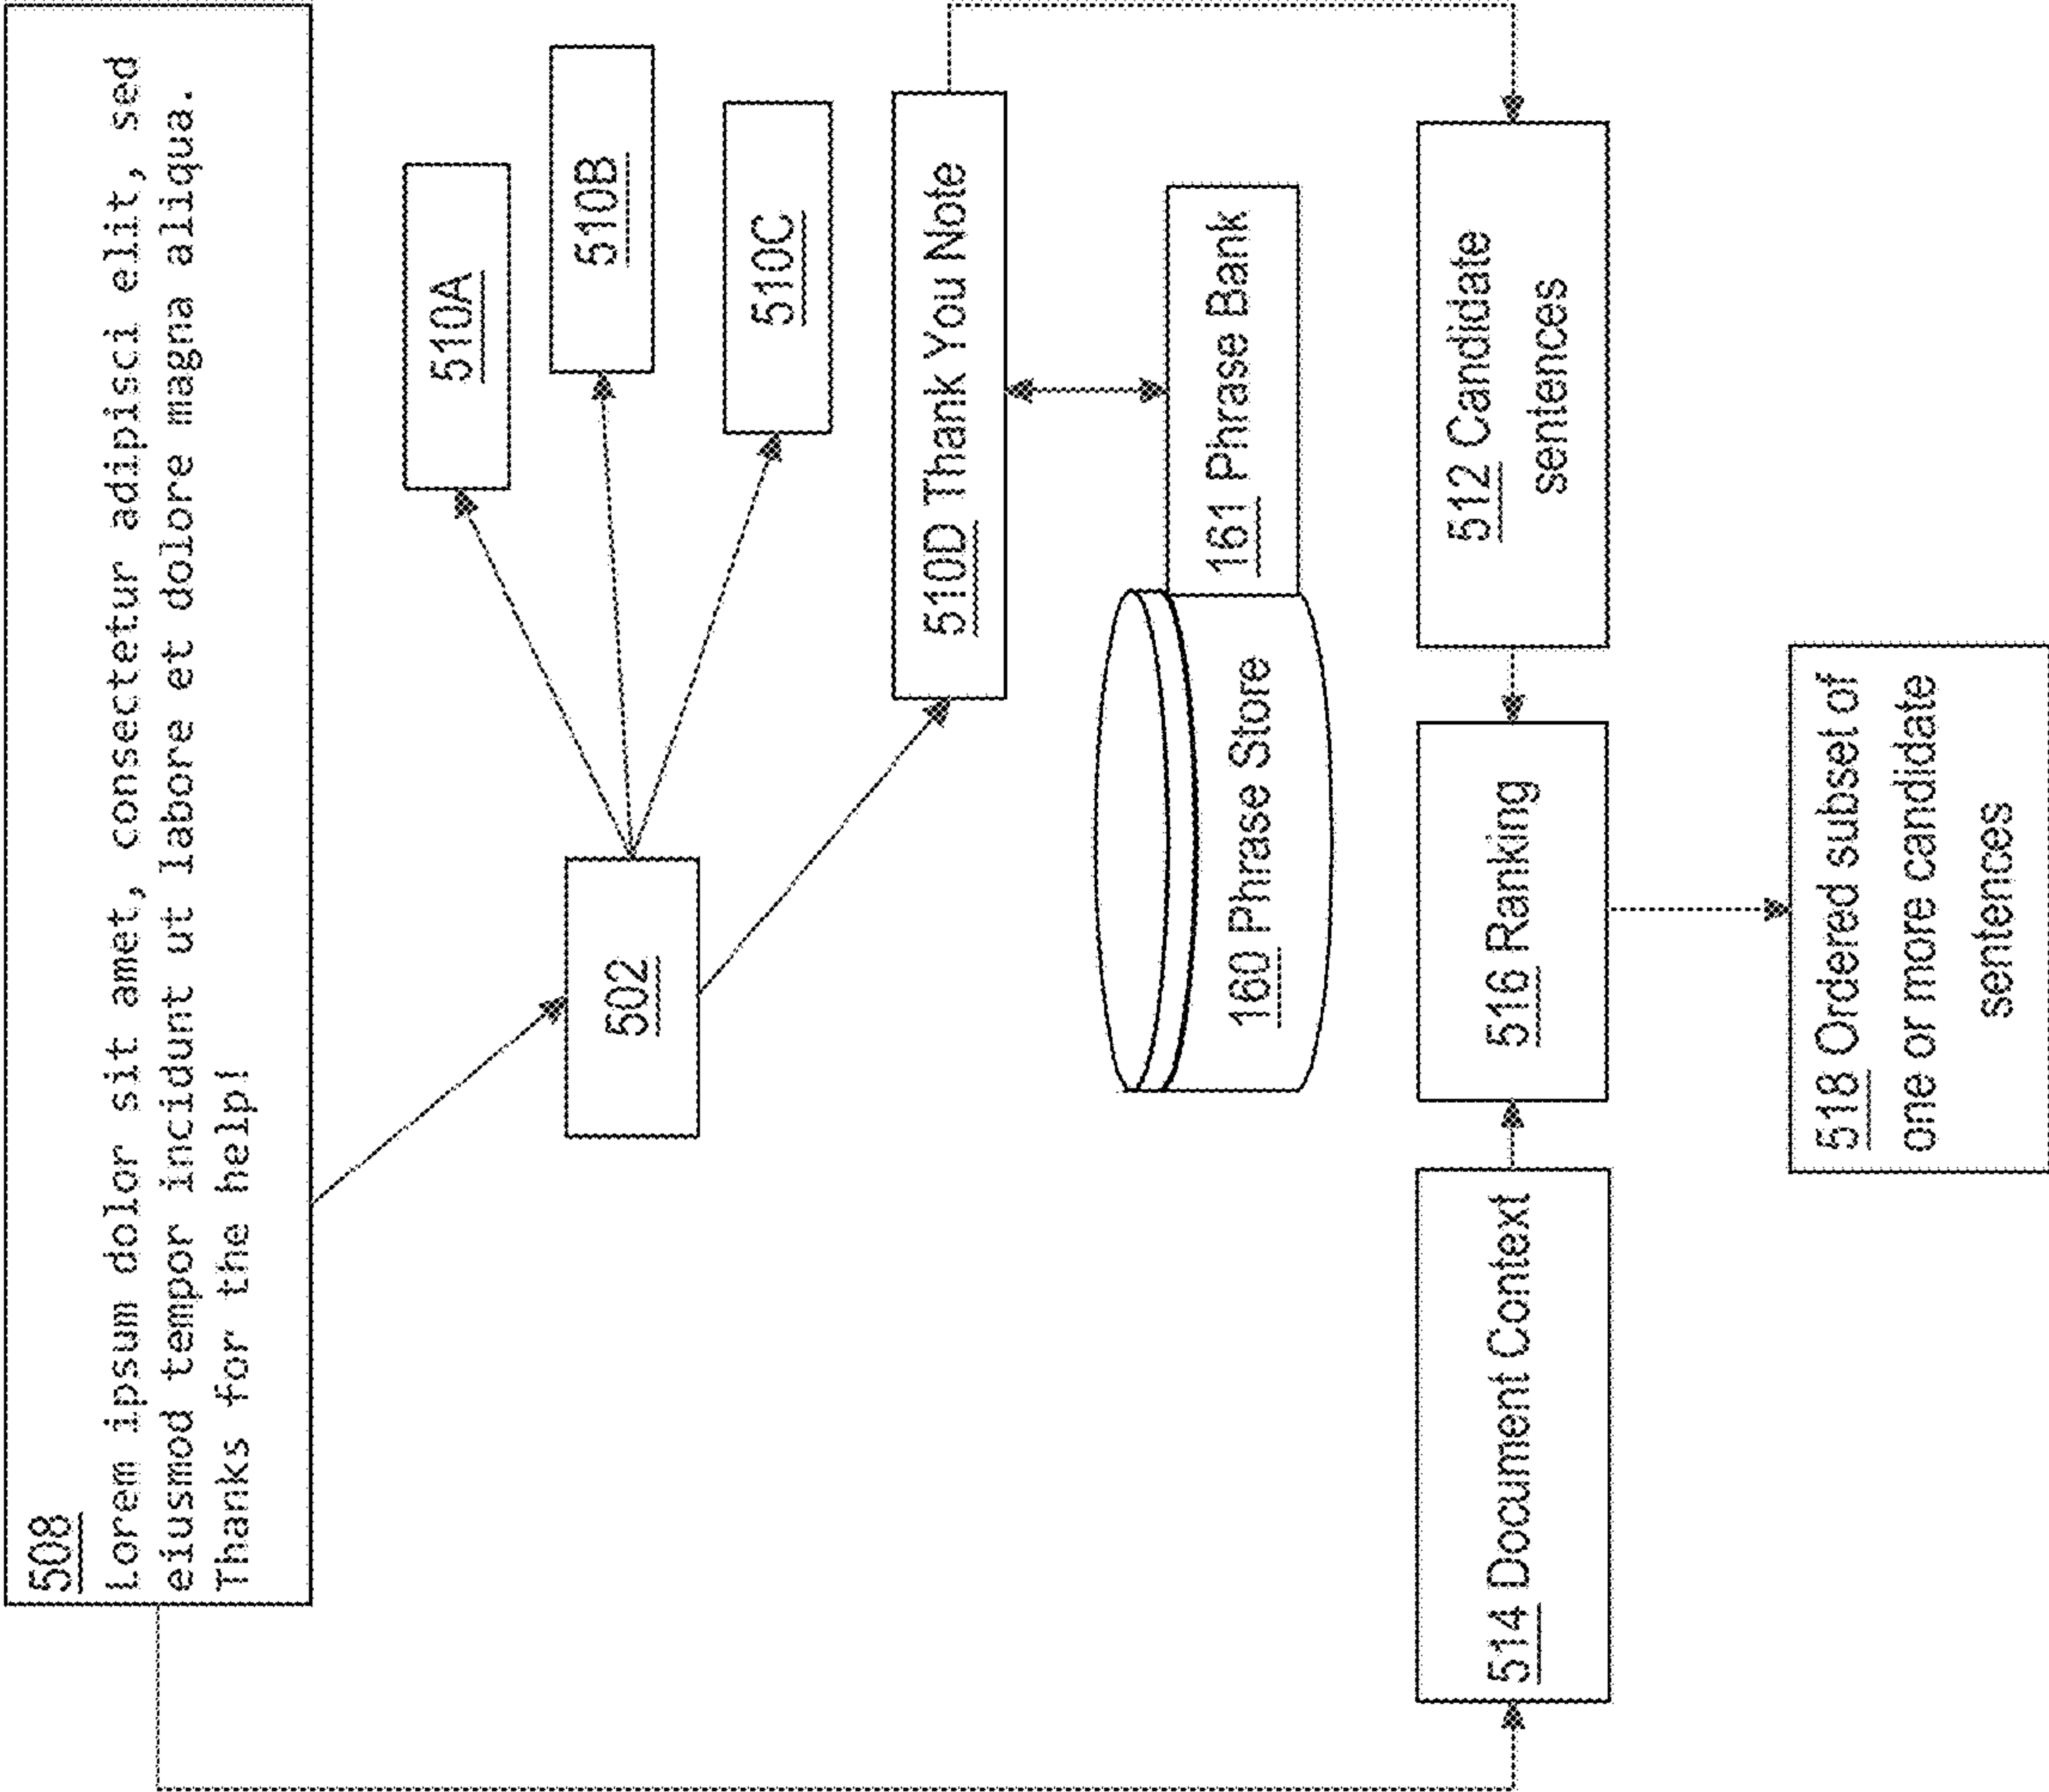 508
Lorem ipsum dolor sit amet, consectetur adipisci elit, sed
eiusmod tempor incidunt ut labore et dolore magna aliqua.
Thanks for the help!
510A
502
510B
510C
510D Thank You Note
160 Phrase Store
161 Phrase Bank
514 Document Context
516 Ranking
512 Candidate
sentences
518 Ordered subset of
one or more candidate
sentences